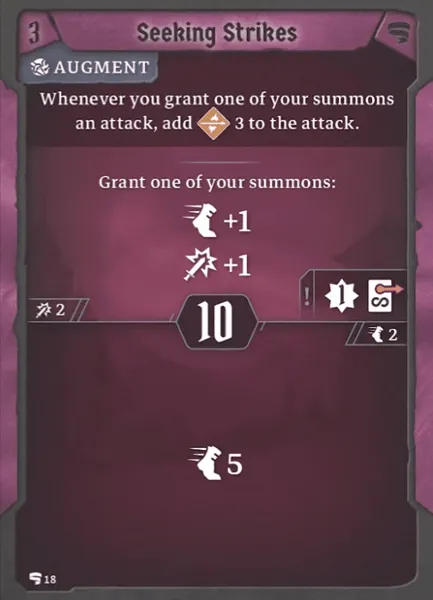 3 Seeking Strikes
AUGMENT
Whenever you grant one of your summons
an attack, add 3 to the attack.
Grant one of your summons:
+1
+1
! 1
2
10
2
5
18